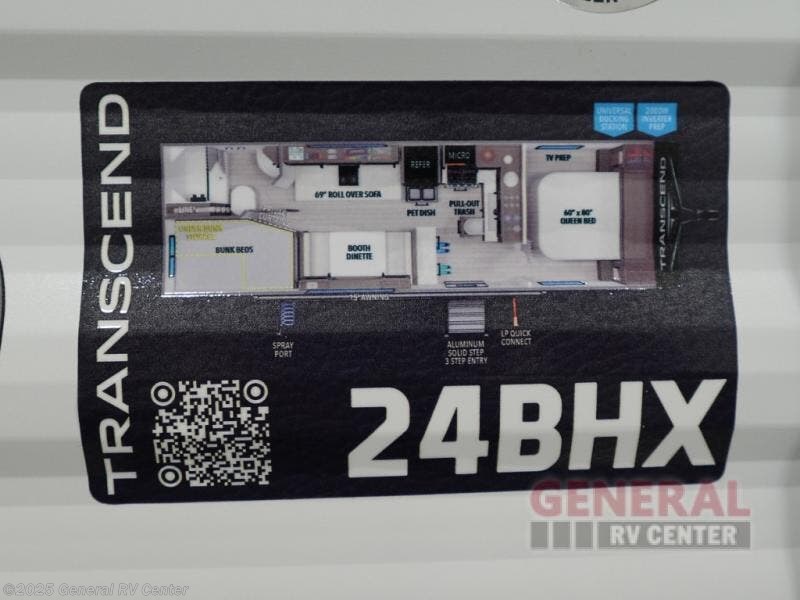 TRANSCEND
UNIVERSAL
DOCKING
STATION
2000W
INVERTER
PREP
REFER
MICRO
TV PREP
69" ROLL OVER SOFA
PET DISH
PULL-OUT
TRASH
60" x 80"
QUEEN BED
TRANSCEND
BUNK BEDS
BOOTH
DINETTE
15' AWNING
SPRAY
PORT
ALUMINUM
SOLID STEP
3 STEP ENTRY
LP QUICK
CONNECT
24BHX
GENERAL
RV CENTER
©2025 General RV Center